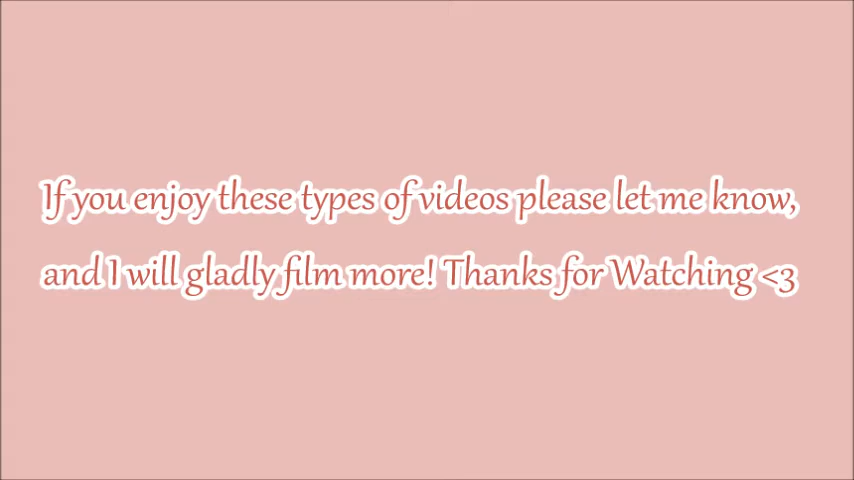 If you enjoy these types of videos please let me know,
and I will gladly film more! Thanks for Watching <3